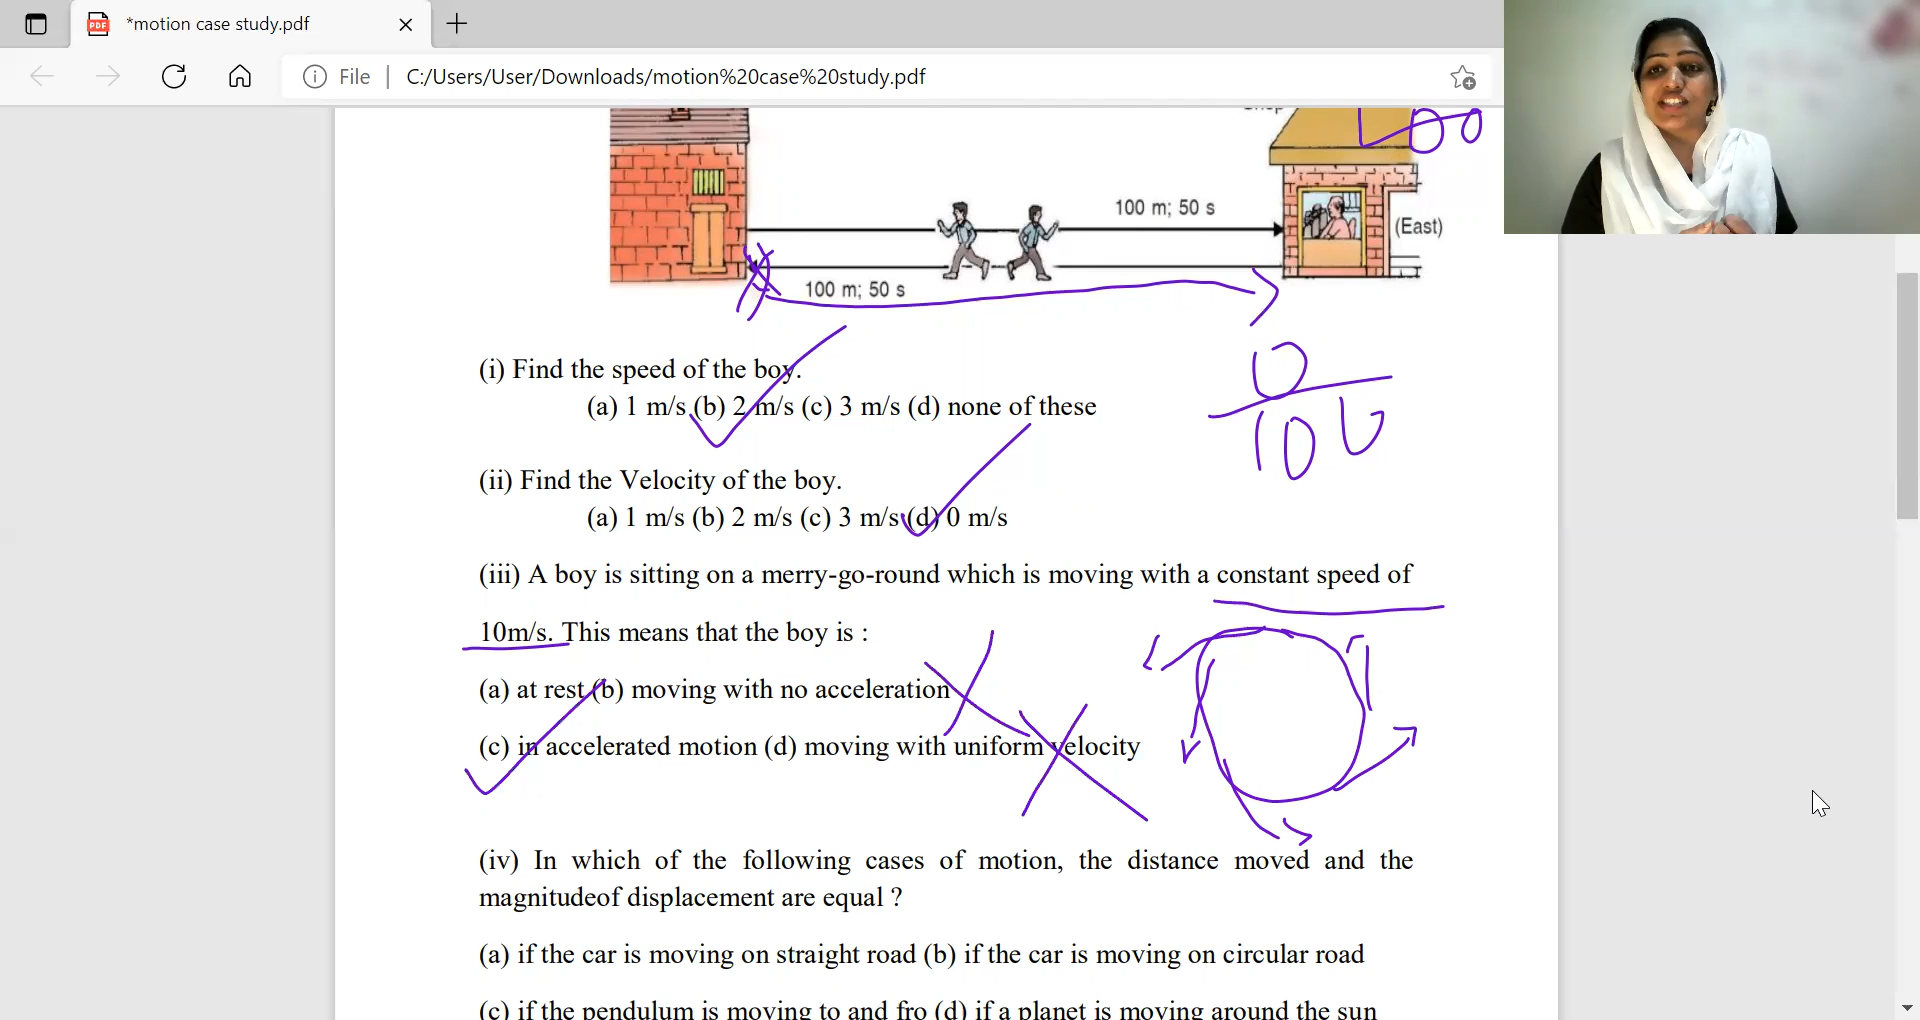 *motion case study.pdf
File | C:/Users/User/Downloads/motion%20case%20study.pdf
100 m; 50 s
(East)
100 m; 50 s
(i) Find the speed of the boy.
(a) 1 m/s (b) 2 m/s (c) 3 m/s (d) none of these
0
100
(ii) Find the Velocity of the boy.
(a) 1 m/s (b) 2 m/s (c) 3 m/s (d) 0 m/s
(iii) A boy is sitting on a merry-go-round which is moving with a constant speed of
10m/s. This means that the boy is :
(a) at rest (b) moving with no acceleration
(c) in accelerated motion (d) moving with uniform velocity
(iv) In which of the following cases of motion, the distance moved and the
magnitudeof displacement are equal ?
(a) if the car is moving on straight road (b) if the car is moving on circular road
(c) if the pendulum is moving to and fro (d) if a planet is moving around the sun